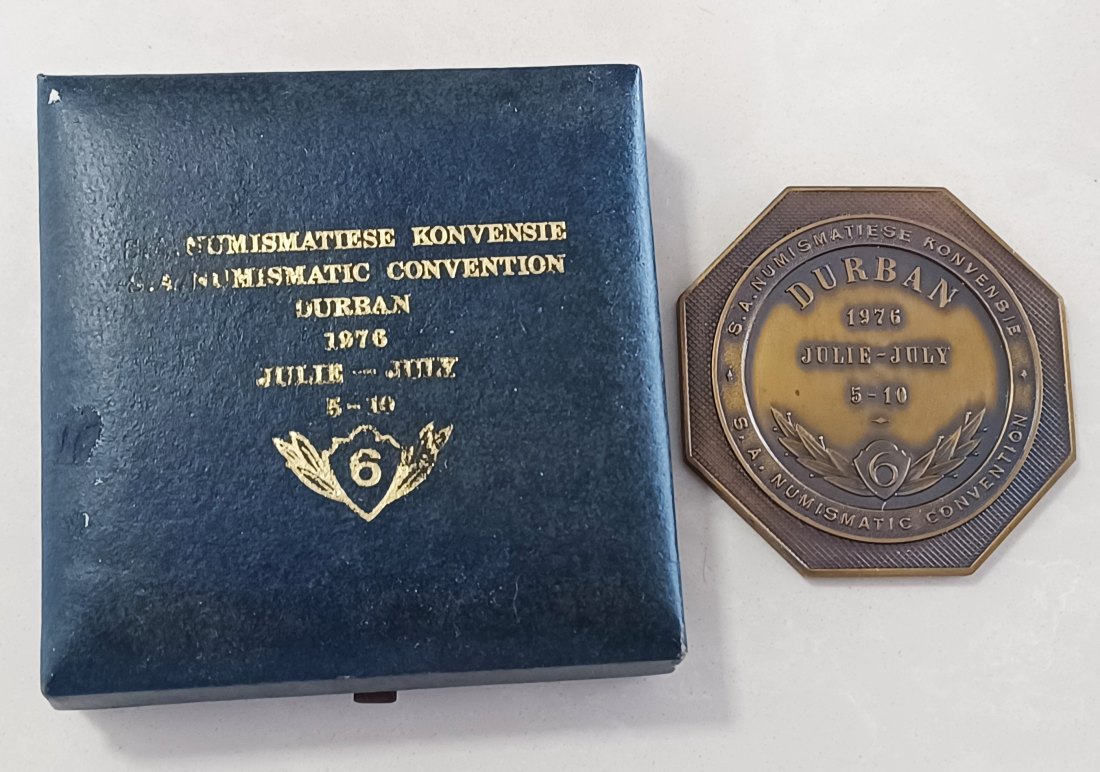 NUMISMATIESE KONVENSIE
S.A. NUMISMATIC CONVENTION
DURBAN
1976
JULIE — JULY
5-10
6
S.A. NUMISMATIESE KONVENSIE
DURBAN
1976
JULIE-JULY
5-10
6
S.A. NUMISMATIC CONVENTION